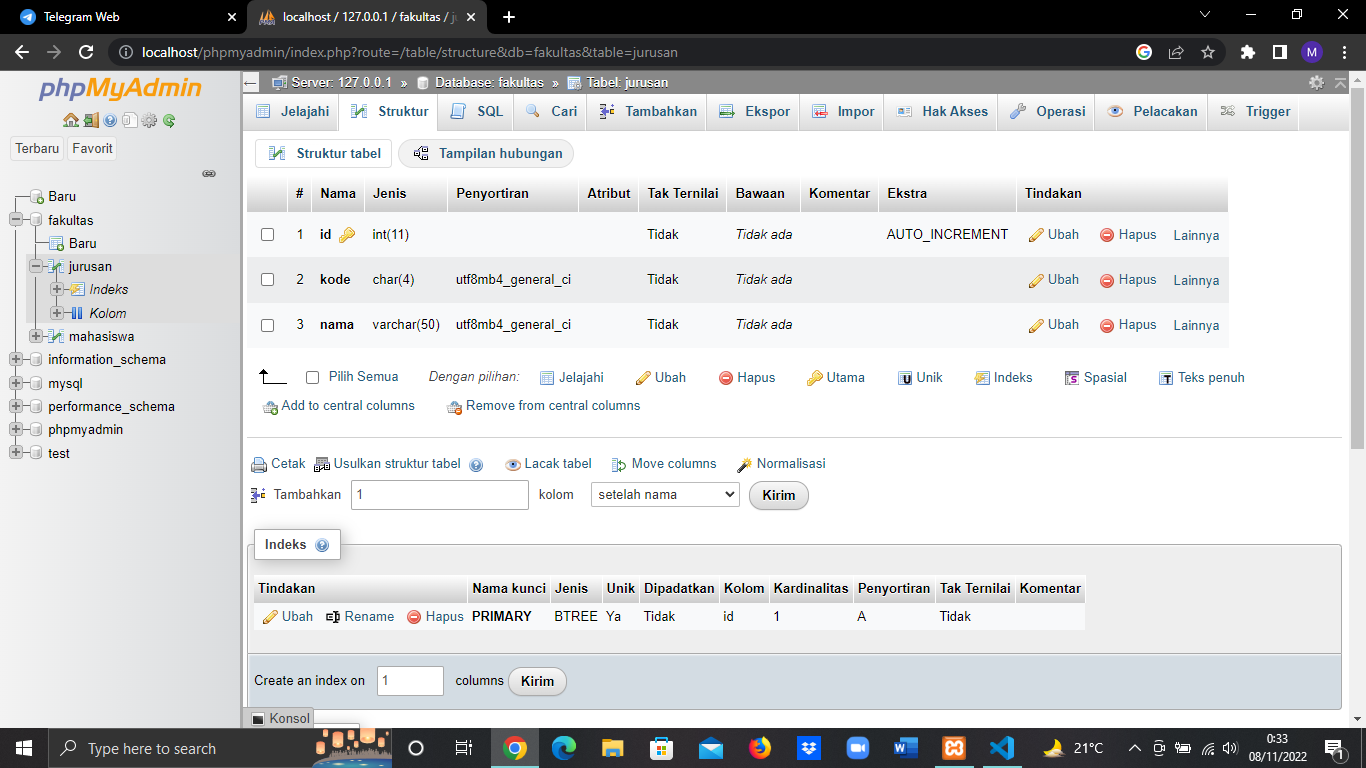 Telegram Web
localhost / 127.0.0.1 / fakultas / j
localhost/phpmyadmin/index.php?route=/table/structure&db=fakultas&table=jurusan
M
phpMyAdmin
Terbaru Favorit
Baru
fakultas
Baru
jurusan
Indeks
Kolom
mahasiswa
information_schema
mysql
performance_schema
phpmyadmin
test
Server: 127.0.0.1 » Database: fakultas » Tabel: jurusan
Jelajahi Struktur SQL Cari Tambahkan Ekspor Impor Hak Akses Operasi Pelacakan Trigger
Struktur tabel Tampilan hubungan
# Nama Jenis Penyortiran Atribut Tak Ternilai Bawaan Komentar Ekstra Tindakan
1 id int(11) Tidak Tidak ada AUTO_INCREMENT Ubah Hapus Lainnya
2 kode char(4) utf8mb4_general_ci Tidak Tidak ada Ubah Hapus Lainnya
3 nama varchar(50) utf8mb4_general_ci Tidak Tidak ada Ubah Hapus Lainnya
Pilih Semua Dengan pilihan: Jelajahi Ubah Hapus Utama Unik Indeks Spasial Teks penuh
Add to central columns Remove from central columns
Cetak Usulkan struktur tabel Lacak tabel Move columns Normalisasi
Tambahkan 1 kolom setelah nama Kirim
Indeks
Tindakan Nama kunci Jenis Unik Dipadatkan Kolom Kardinalitas Penyortiran Tak Ternilai Komentar
Ubah Rename Hapus PRIMARY BTREE Ya Tidak id 1 A Tidak
Create an index on 1 columns Kirim
Konsol
Type here to search
21°C
0:33
08/11/2022
1